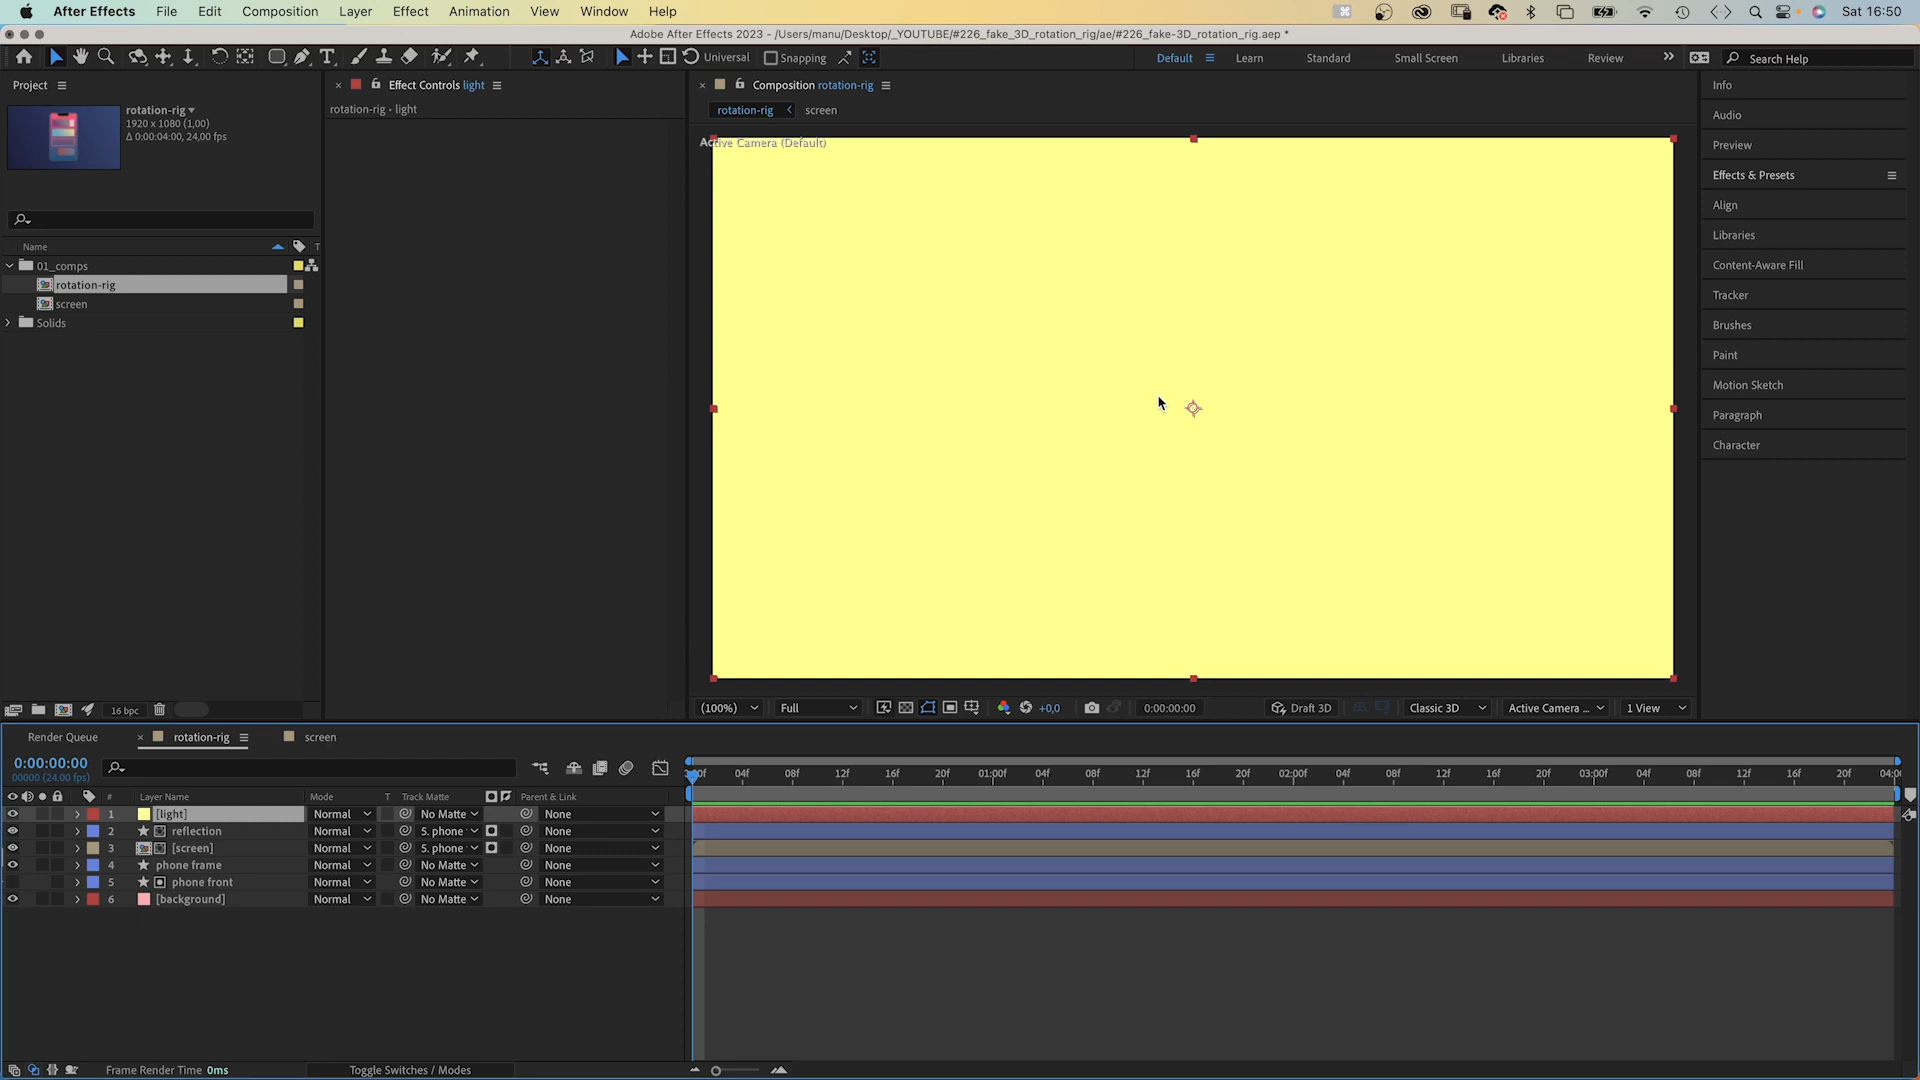 After Effects File Edit Composition Layer Effect Animation View Window Help Sat 16:50
Adobe After Effects 2023 - /Users/manu/Desktop/_YOUTUBE/#226_fake_3D_rotation_rig/ae/#226_fake-3D_rotation_rig.aep *
Universal Snapping Default Learn Standard Small Screen Libraries Review Search Help
Project Effect Controls light Composition rotation-rig Info
rotation-rig
1920 x 1080 (1,00)
Δ 0:00:04:00, 24,00 fps
rotation-rig • light
rotation-rig screen
Active Camera (Default)
Audio
Preview
Effects & Presets
Align
Libraries
Content-Aware Fill
Tracker
Brushes
Paint
Motion Sketch
Paragraph
Character
Name T
01_comps
rotation-rig
screen
Solids
16 bpc
(100%) Full +0,0 0:00:00:00 Draft 3D Classic 3D Active Camera ... 1 View
Render Queue rotation-rig screen
0:00:00:00
00000 (24.00 fps)
04f 08f 12f 16f 20f 01:00f 04f 08f 12f 16f 20f 02:00f 04f 08f 12f 16f 20f 03:00f 04f 08f 12f 16f 20f
# Layer Name Mode T Track Matte Parent & Link
1 [light] Normal No Matte None
2 reflection Normal 5. phone None
3 [screen] Normal 5. phone None
4 phone frame Normal No Matte None
5 phone front Normal No Matte None
6 [background] Normal No Matte None
Frame Render Time 0ms Toggle Switches / Modes